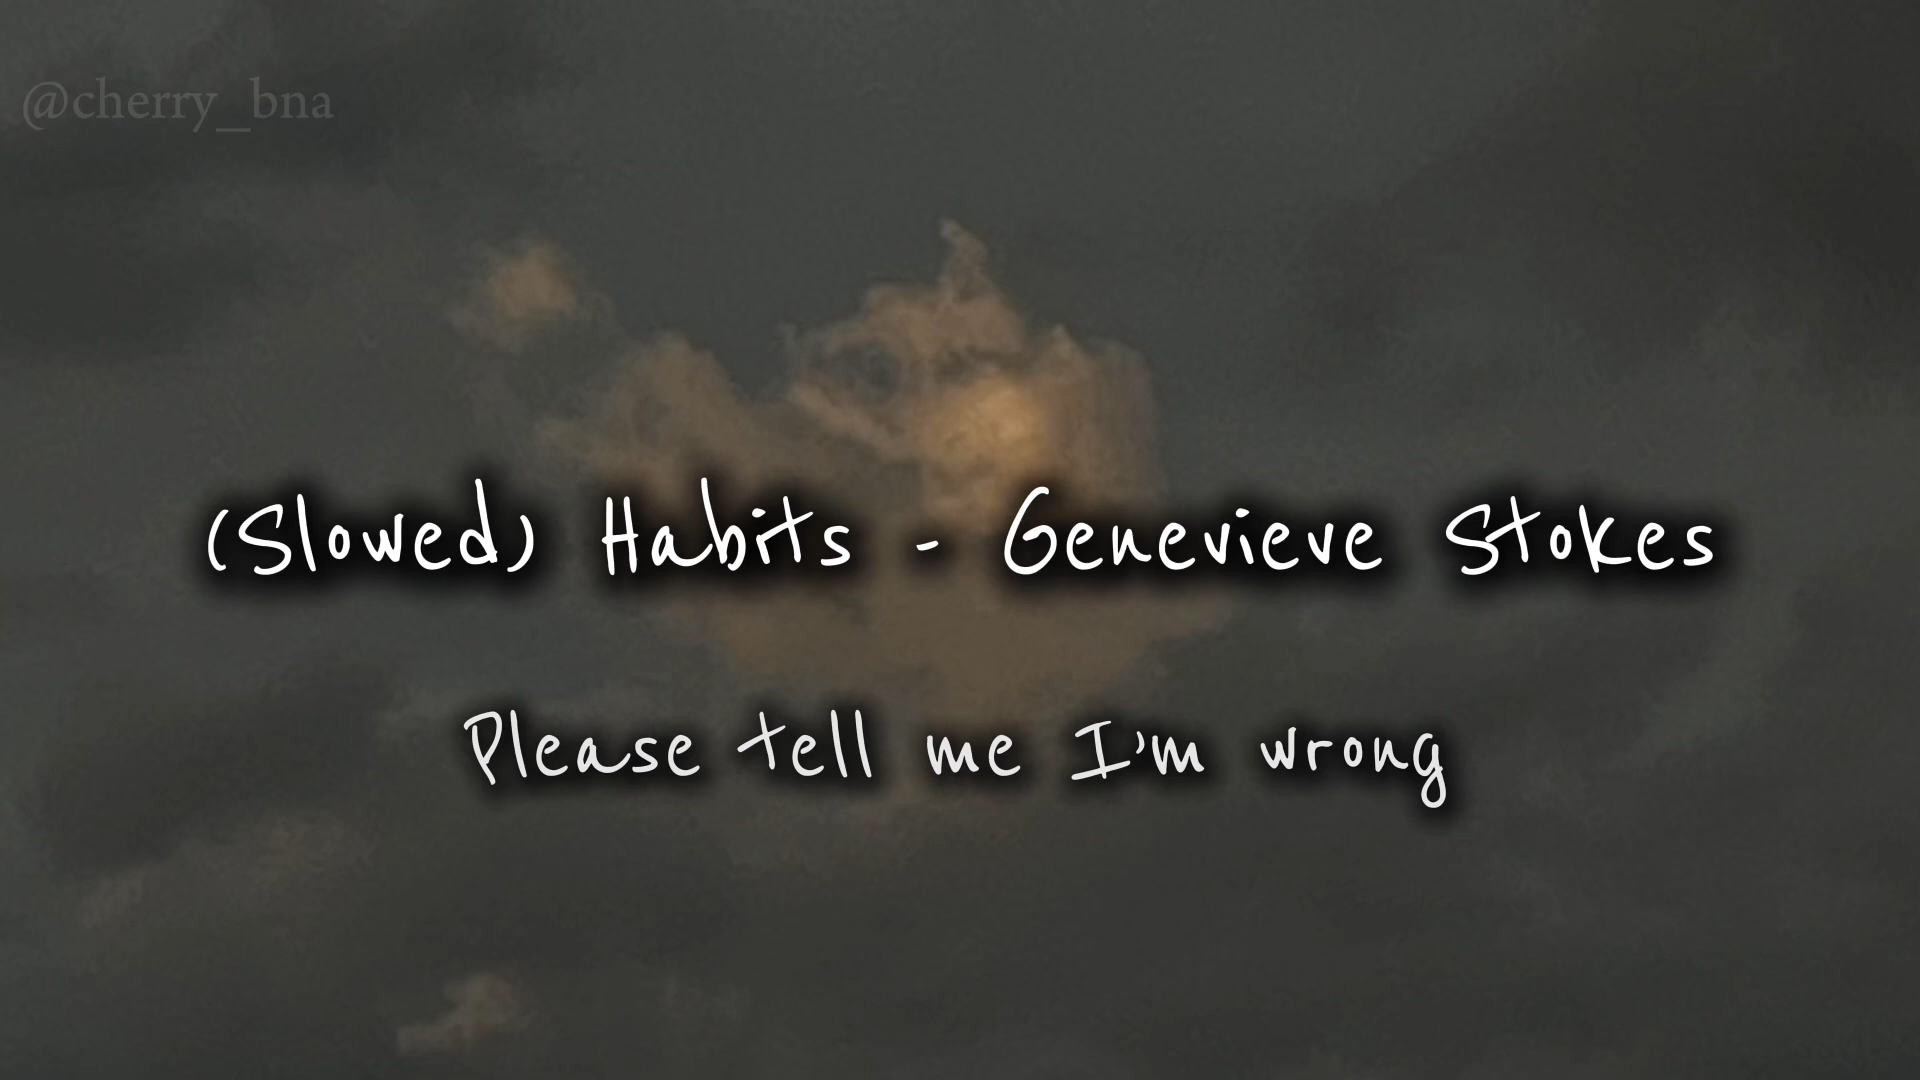 @cherry_bna
(Slowed) Habits - Genevieve Stokes
Please tell me I'm wrong